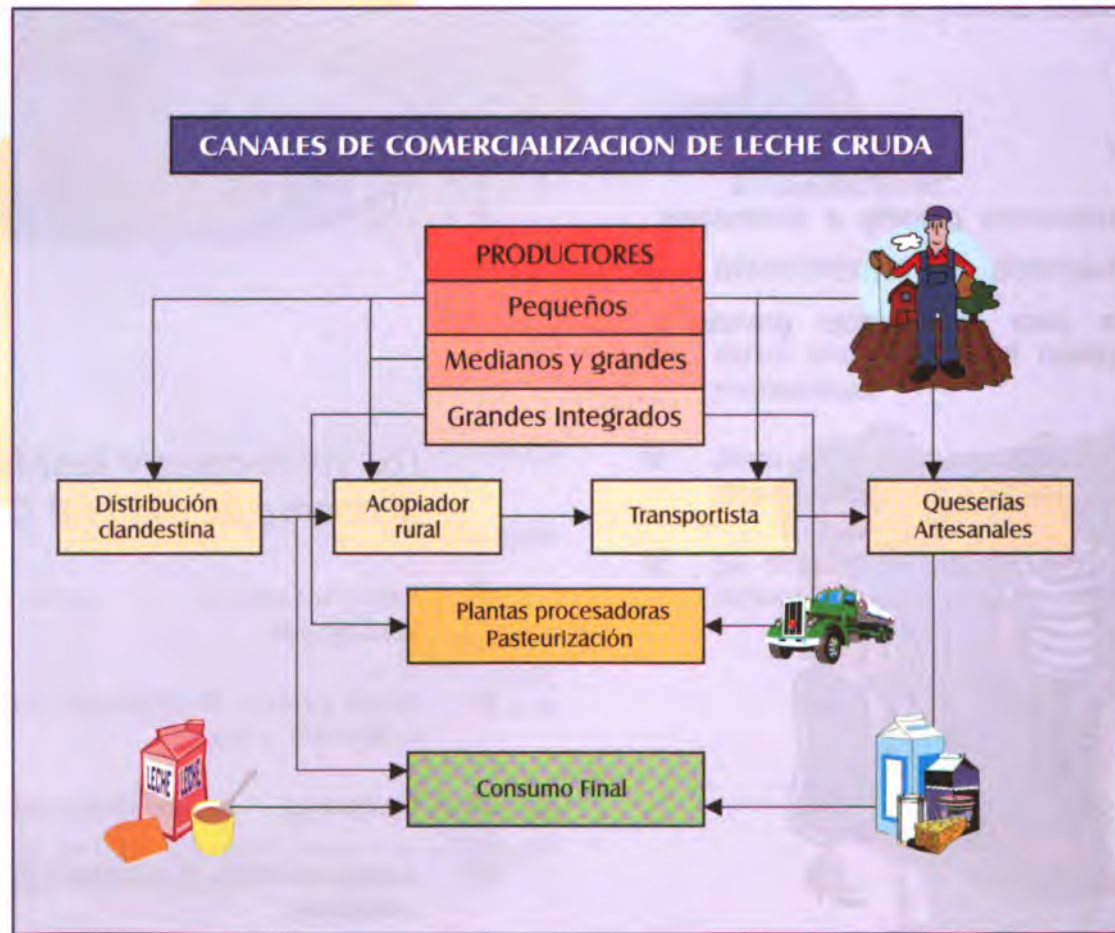 CANALES DE COMERCIALIZACION DE LECHE CRUDA
PRODUCTORES
Pequeños
Medianos y grandes
Grandes Integrados
Distribución
clandestina
Acopiador
rural
Transportista
Queserías
Artesanales
Plantas procesadoras
Pasteurización
LECHE LECHE
Consumo Final